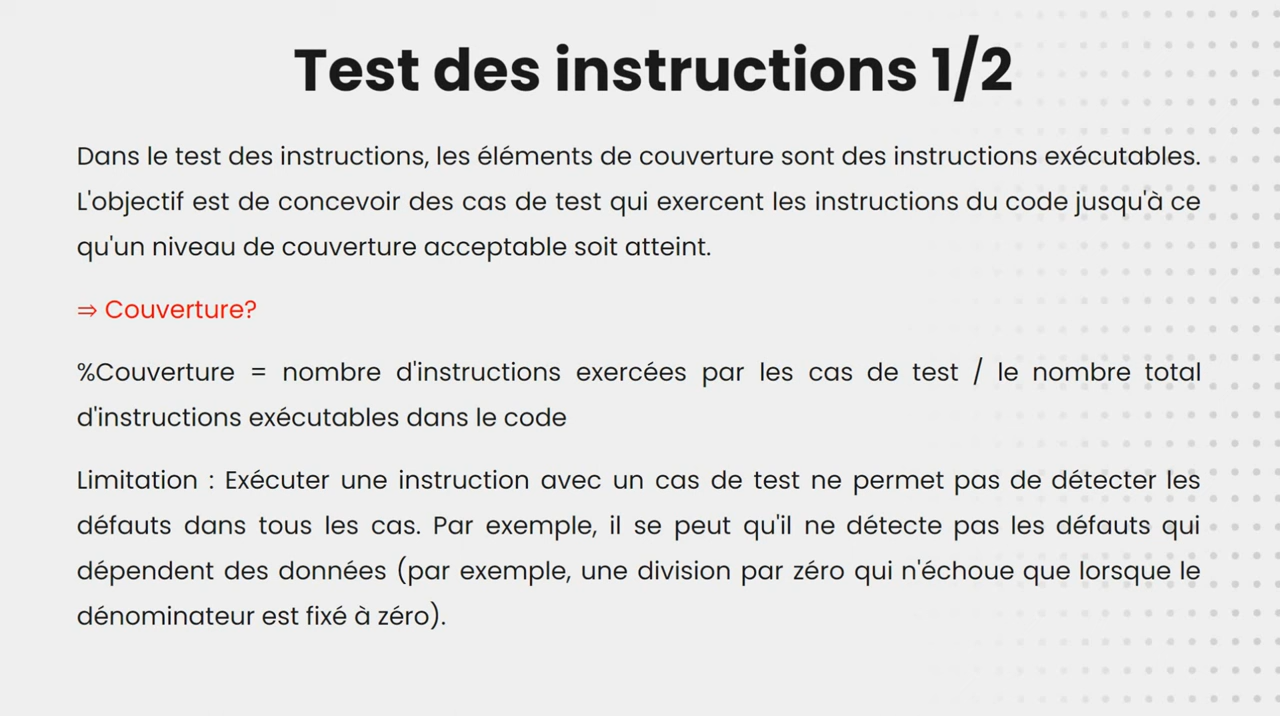 Test des instructions 1/2
Dans le test des instructions, les éléments de couverture sont des instructions exécutables.
L'objectif est de concevoir des cas de test qui exercent les instructions du code jusqu'à ce
qu'un niveau de couverture acceptable soit atteint.
⇒ Couverture?
%Couverture = nombre d'instructions exercées par les cas de test / le nombre total
d'instructions exécutables dans le code
Limitation : Exécuter une instruction avec un cas de test ne permet pas de détecter les
défauts dans tous les cas. Par exemple, il se peut qu'il ne détecte pas les défauts qui
dépendent des données (par exemple, une division par zéro qui n'échoue que lorsque le
dénominateur est fixé à zéro).